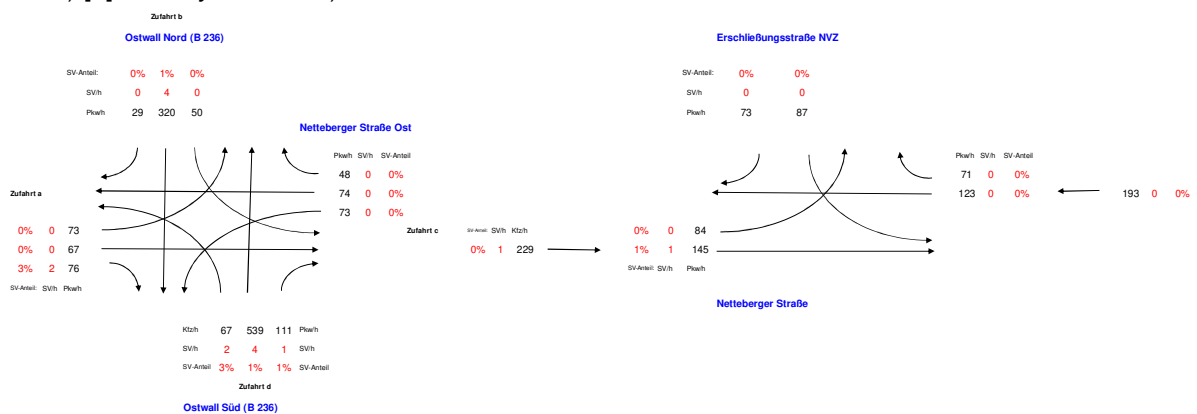 Zufahrt b
Ostwall Nord (B 236)
SV-Anteil: 0% 1% 0%
SV/h 0 4 0
Pkw/h 29 320 50
Netteberger Straße Ost
Pkw/h SV/h SV-Anteil
48 0 0%
74 0 0%
73 0 0%
Zufahrt a
0% 0 73
0% 0 67
3% 2 76
SV-Anteil: SV/h Pkw/h
Kfz/h 67 539 111 Pkw/h
SV/h 2 4 1 SV/h
SV-Anteil 3% 1% 1% SV-Anteil
Zufahrt d
Ostwall Süd (B 236)
Zufahrt c
SV-Anteil: SV/h Kfz/h
0% 1 229
Erschließungsstraße NVZ
SV-Anteil: 0% 0%
SV/h 0 0
Pkw/h 73 87
Pkw/h SV/h SV-Anteil
71 0 0%
123 0 0%
193 0 0%
0% 0 84
1% 1 145
SV-Anteil: SV/h Pkw/h
Netteberger Straße